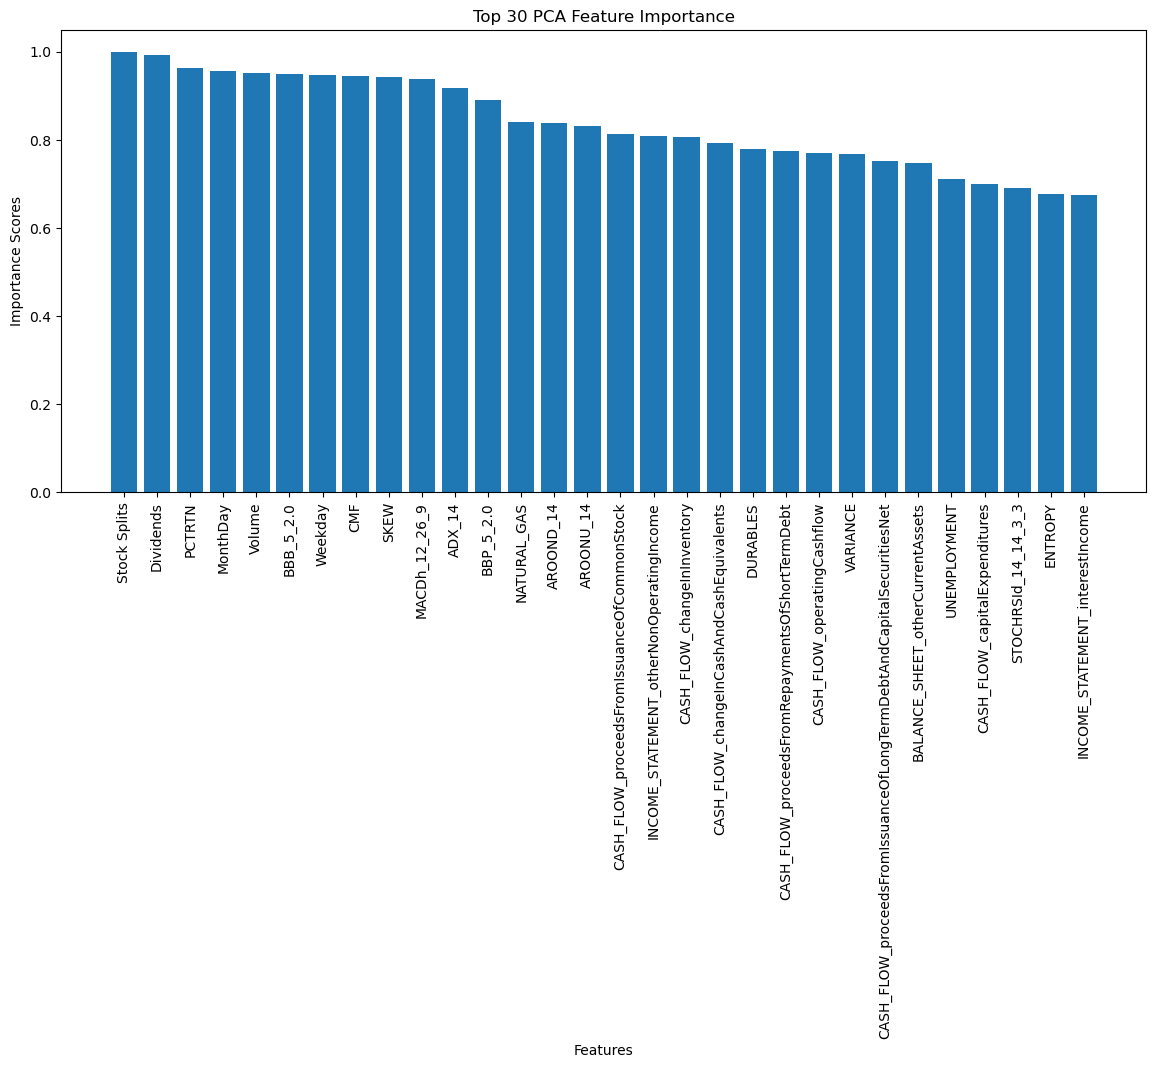 Top 30 PCA Feature Importance
Importance Scores
1.0
0.8
0.6
0.4
0.2
0.0
Stock Splits
Dividends
PCTRTN
MonthDay
Volume
BBB_5_2.0
Weekday
CMF
SKEW
MACDh_12_26_9
ADX_14
BBP_5_2.0
NATURAL_GAS
AROOND_14
AROONU_14
CASH_FLOW_proceedsFromIssuanceOfCommonStock
INCOME_STATEMENT_otherNonOperatingIncome
CASH_FLOW_changeInInventory
CASH_FLOW_changeInCashAndCashEquivalents
DURABLES
CASH_FLOW_proceedsFromRepaymentsOfShortTermDebt
CASH_FLOW_operatingCashflow
VARIANCE
CASH_FLOW_proceedsFromIssuanceOfLongTermDebtAndCapitalSecuritiesNet
BALANCE_SHEET_otherCurrentAssets
UNEMPLOYMENT
CASH_FLOW_capitalExpenditures
STOCHRSId_14_14_3_3
ENTROPY
INCOME_STATEMENT_interestIncome
Features